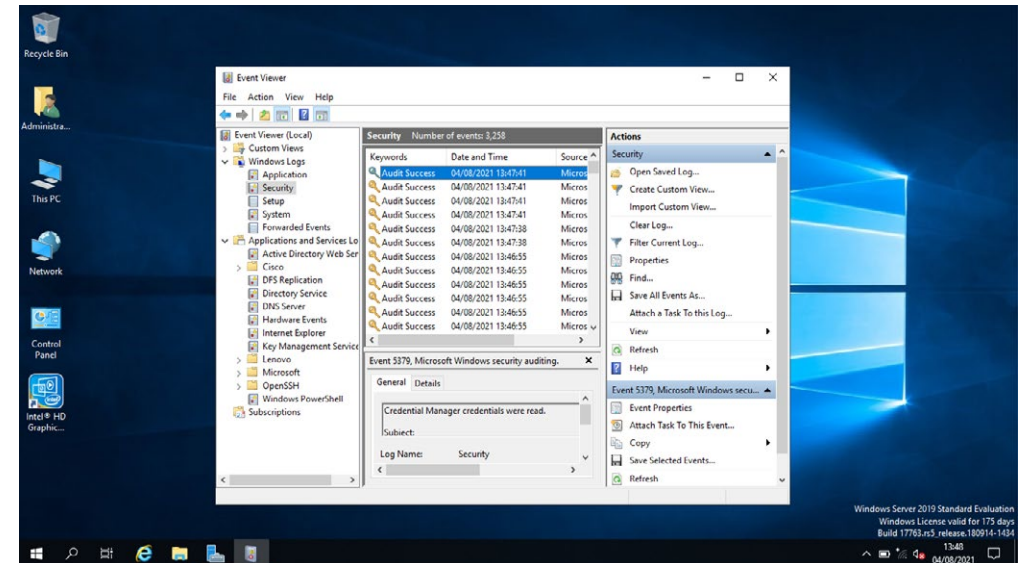 Recycle Bin
Administra...
This PC
Network
Control
Panel
Intel® HD
Graphic...
Event Viewer
File Action View Help
Event Viewer (Local)
Custom Views
Windows Logs
Application
Security
Setup
System
Forwarded Events
Applications and Services Lo
Active Directory Web Ser
Cisco
DFS Replication
Directory Service
DNS Server
Hardware Events
Internet Explorer
Key Management Service
Lenovo
Microsoft
OpenSSH
Windows PowerShell
Subscriptions
Security Number of events: 3,258
Keywords Date and Time Source
Audit Success 04/08/2021 13:47:41 Micros
Audit Success 04/08/2021 13:47:41 Micros
Audit Success 04/08/2021 13:47:41 Micros
Audit Success 04/08/2021 13:47:41 Micros
Audit Success 04/08/2021 13:47:38 Micros
Audit Success 04/08/2021 13:47:38 Micros
Audit Success 04/08/2021 13:46:55 Micros
Audit Success 04/08/2021 13:46:55 Micros
Audit Success 04/08/2021 13:46:55 Micros
Audit Success 04/08/2021 13:46:55 Micros
Audit Success 04/08/2021 13:46:55 Micros
Audit Success 04/08/2021 13:46:55 Micros
Event 5379, Microsoft Windows security auditing.
General Details
Credential Manager credentials were read.
Subject:
Log Name: Security
Actions
Security
Open Saved Log...
Create Custom View...
Import Custom View...
Clear Log...
Filter Current Log...
Properties
Find...
Save All Events As...
Attach a Task To this Log...
View
Refresh
Help
Event 5379, Microsoft Windows secu...
Event Properties
Attach Task To This Event...
Copy
Save Selected Events...
Refresh
Windows Server 2019 Standard Evaluation
Windows License valid for 175 days
Build 17763.rs5_release.180914-1434
13:48
04/08/2021